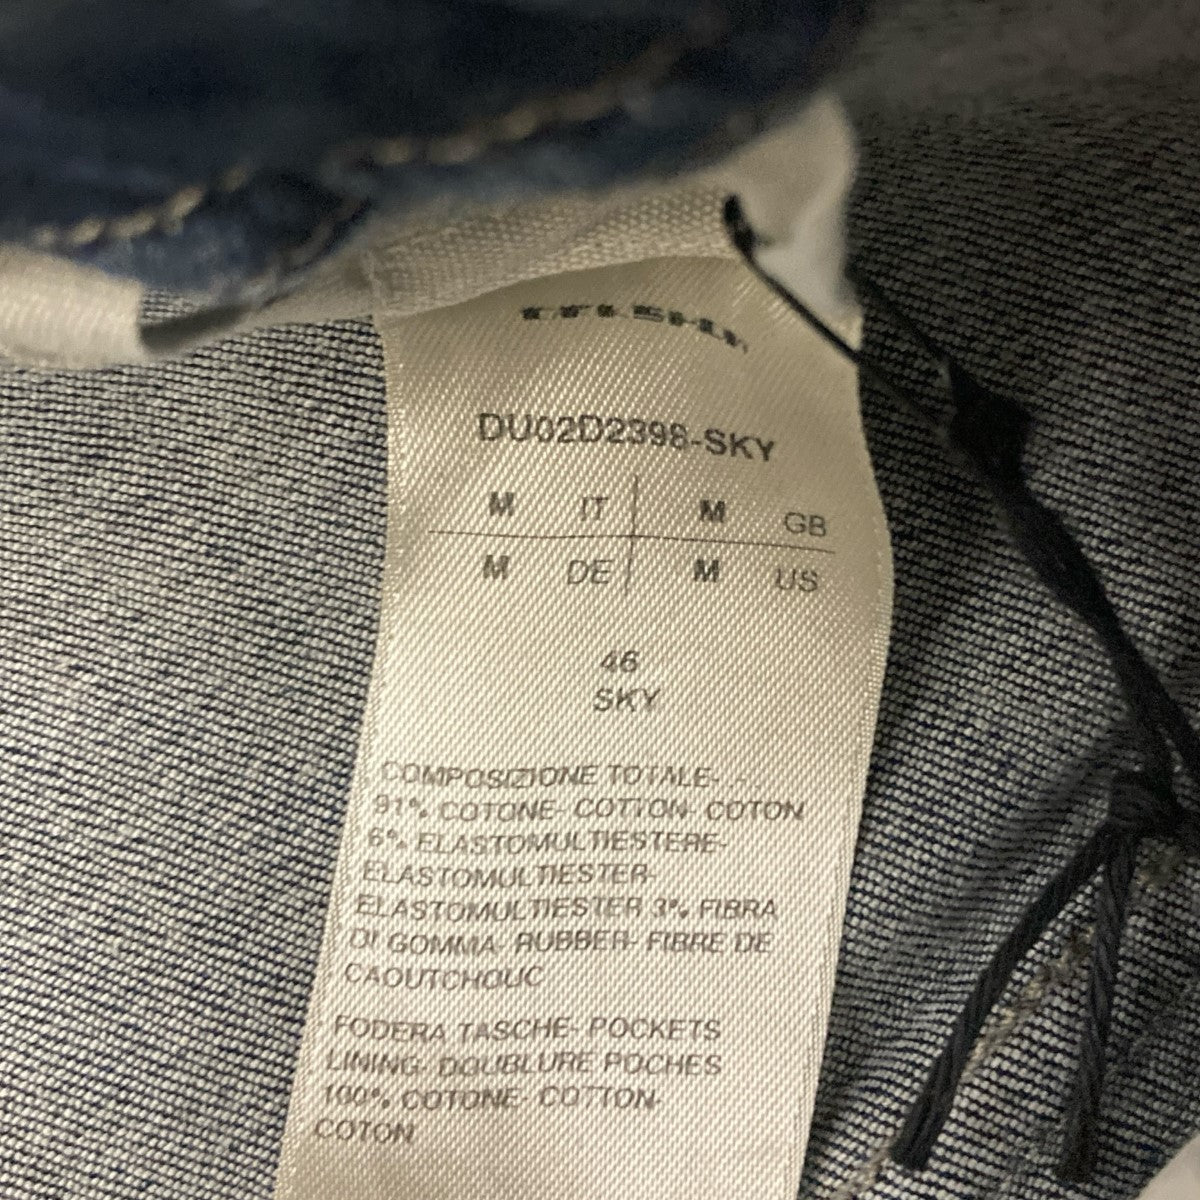 DU02D2398-SKY
M IT M GB
M DE M US
46
SKY
COMPOSIZIONE TOTALE- -
91% COTONE- COTTON- COTON
6% ELASTOMULTIESTERE-
ELASTOMULTIESTER-
ELASTOMULTIESTER 3% FIBRA
DI GOMMA- RUBBER- FIBRE DE
CAOUTCHOUC
FODERA TASCHE- POCKETS
LINING- DOUBLURE POCHES
100% COTONE- COTTON-
COTON